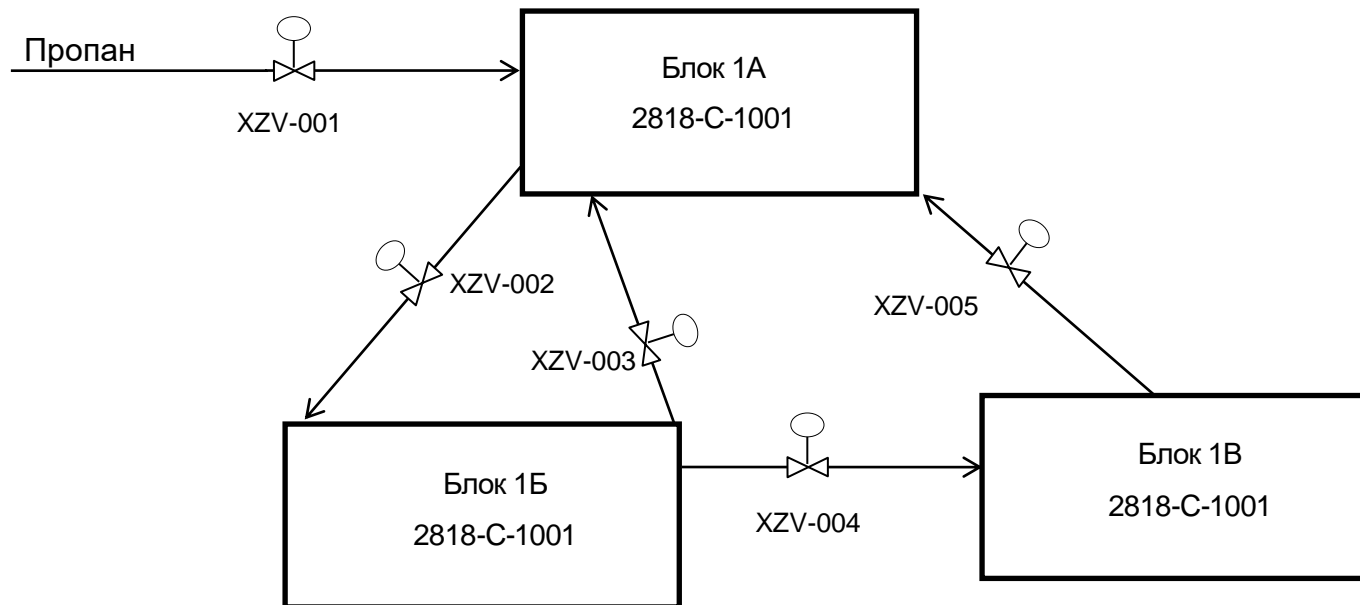 Пропан
XZV-001
Блок 1А
2818-С-1001
XZV-002
XZV-003
XZV-005
Блок 1Б
2818-С-1001
XZV-004
Блок 1В
2818-С-1001